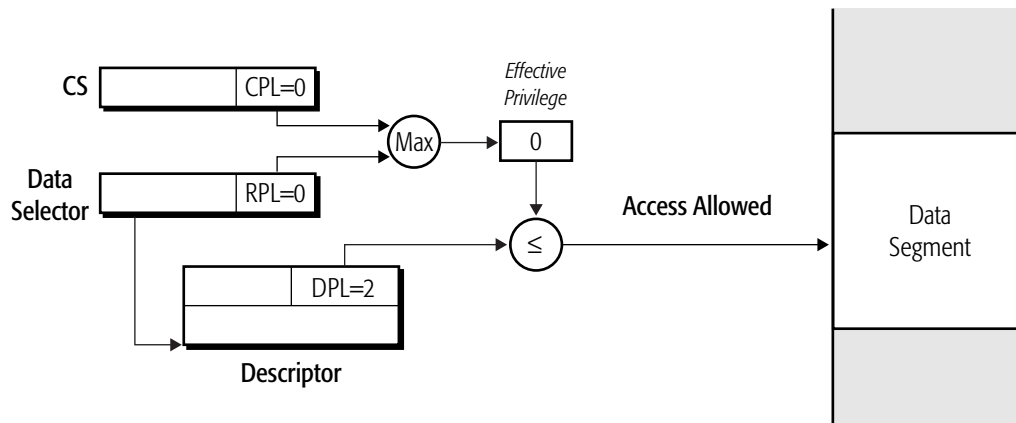 Effective
Privilege
CS
CPL=0
Max
0
Data
Selector
RPL=0
Access Allowed
Data
Segment
≤
DPL=2
Descriptor